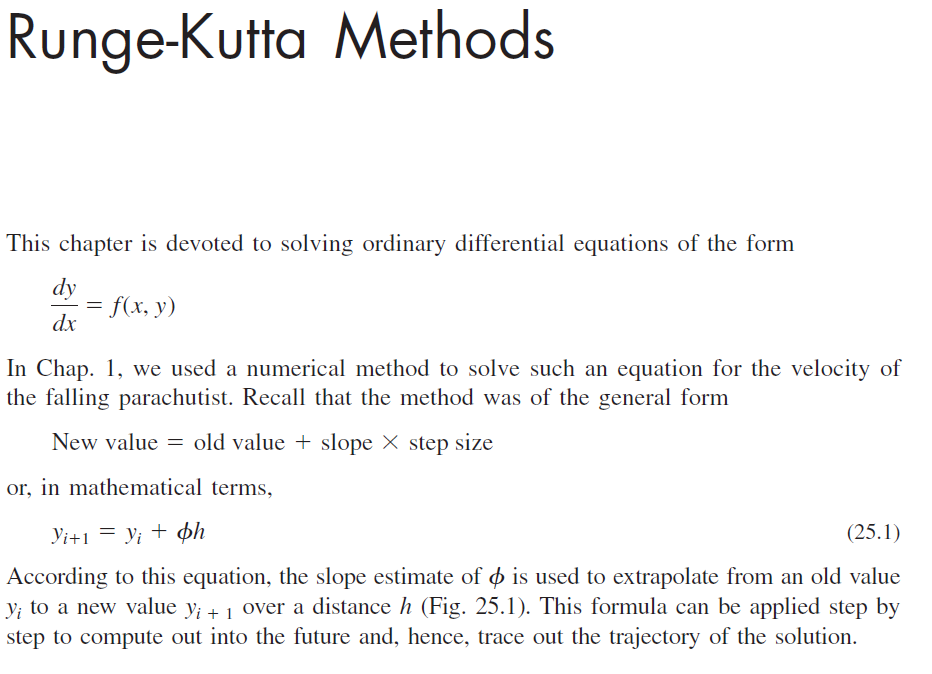 Runge-Kutta Methods
This chapter is devoted to solving ordinary differential equations of the form
dy
dx
= f(x, y)
In Chap. 1, we used a numerical method to solve such an equation for the velocity of
the falling parachutist. Recall that the method was of the general form
New value = old value + slope × step size
or, in mathematical terms,
yᵢ₊₁ = yᵢ + ϕh (25.1)
According to this equation, the slope estimate of ϕ is used to extrapolate from an old value
yᵢ to a new value yᵢ ₊ ₁ over a distance h (Fig. 25.1). This formula can be applied step by
step to compute out into the future and, hence, trace out the trajectory of the solution.